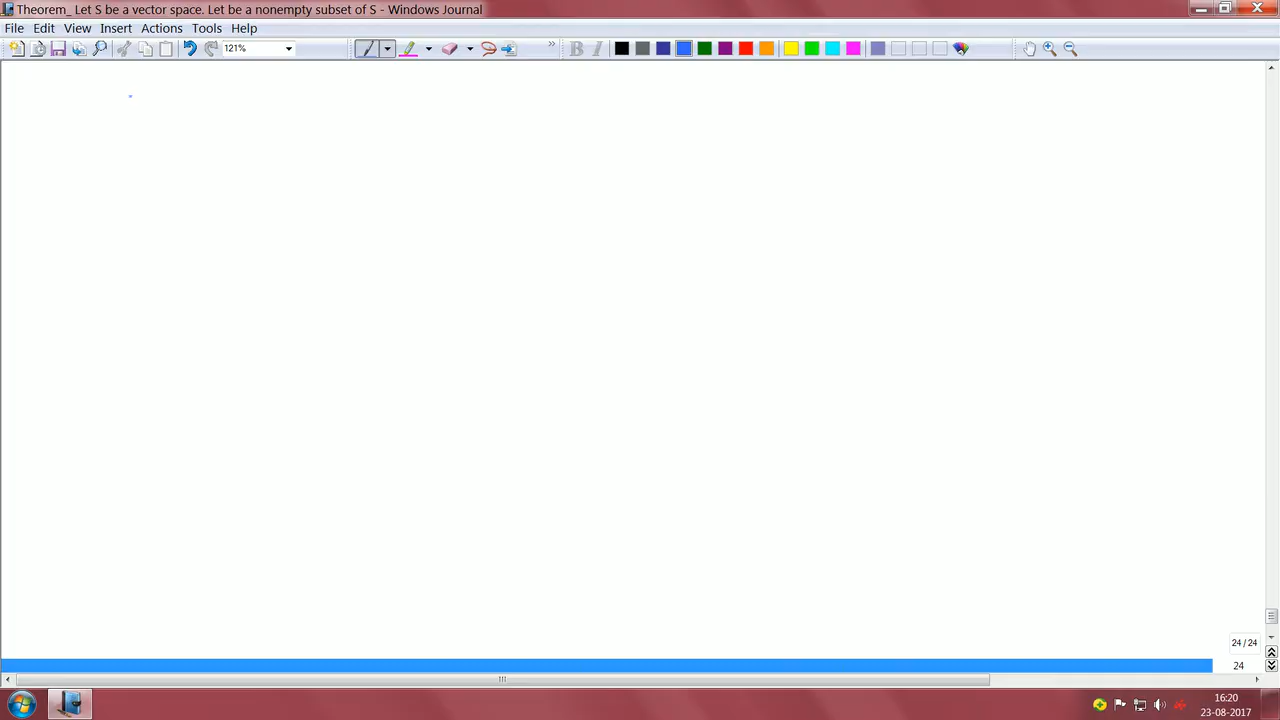 Theorem_ Let S be a vector space. Let be a nonempty subset of S - Windows Journal
File Edit View Insert Actions Tools Help
121%
B I
24 / 24
24
16:20
23-08-2017